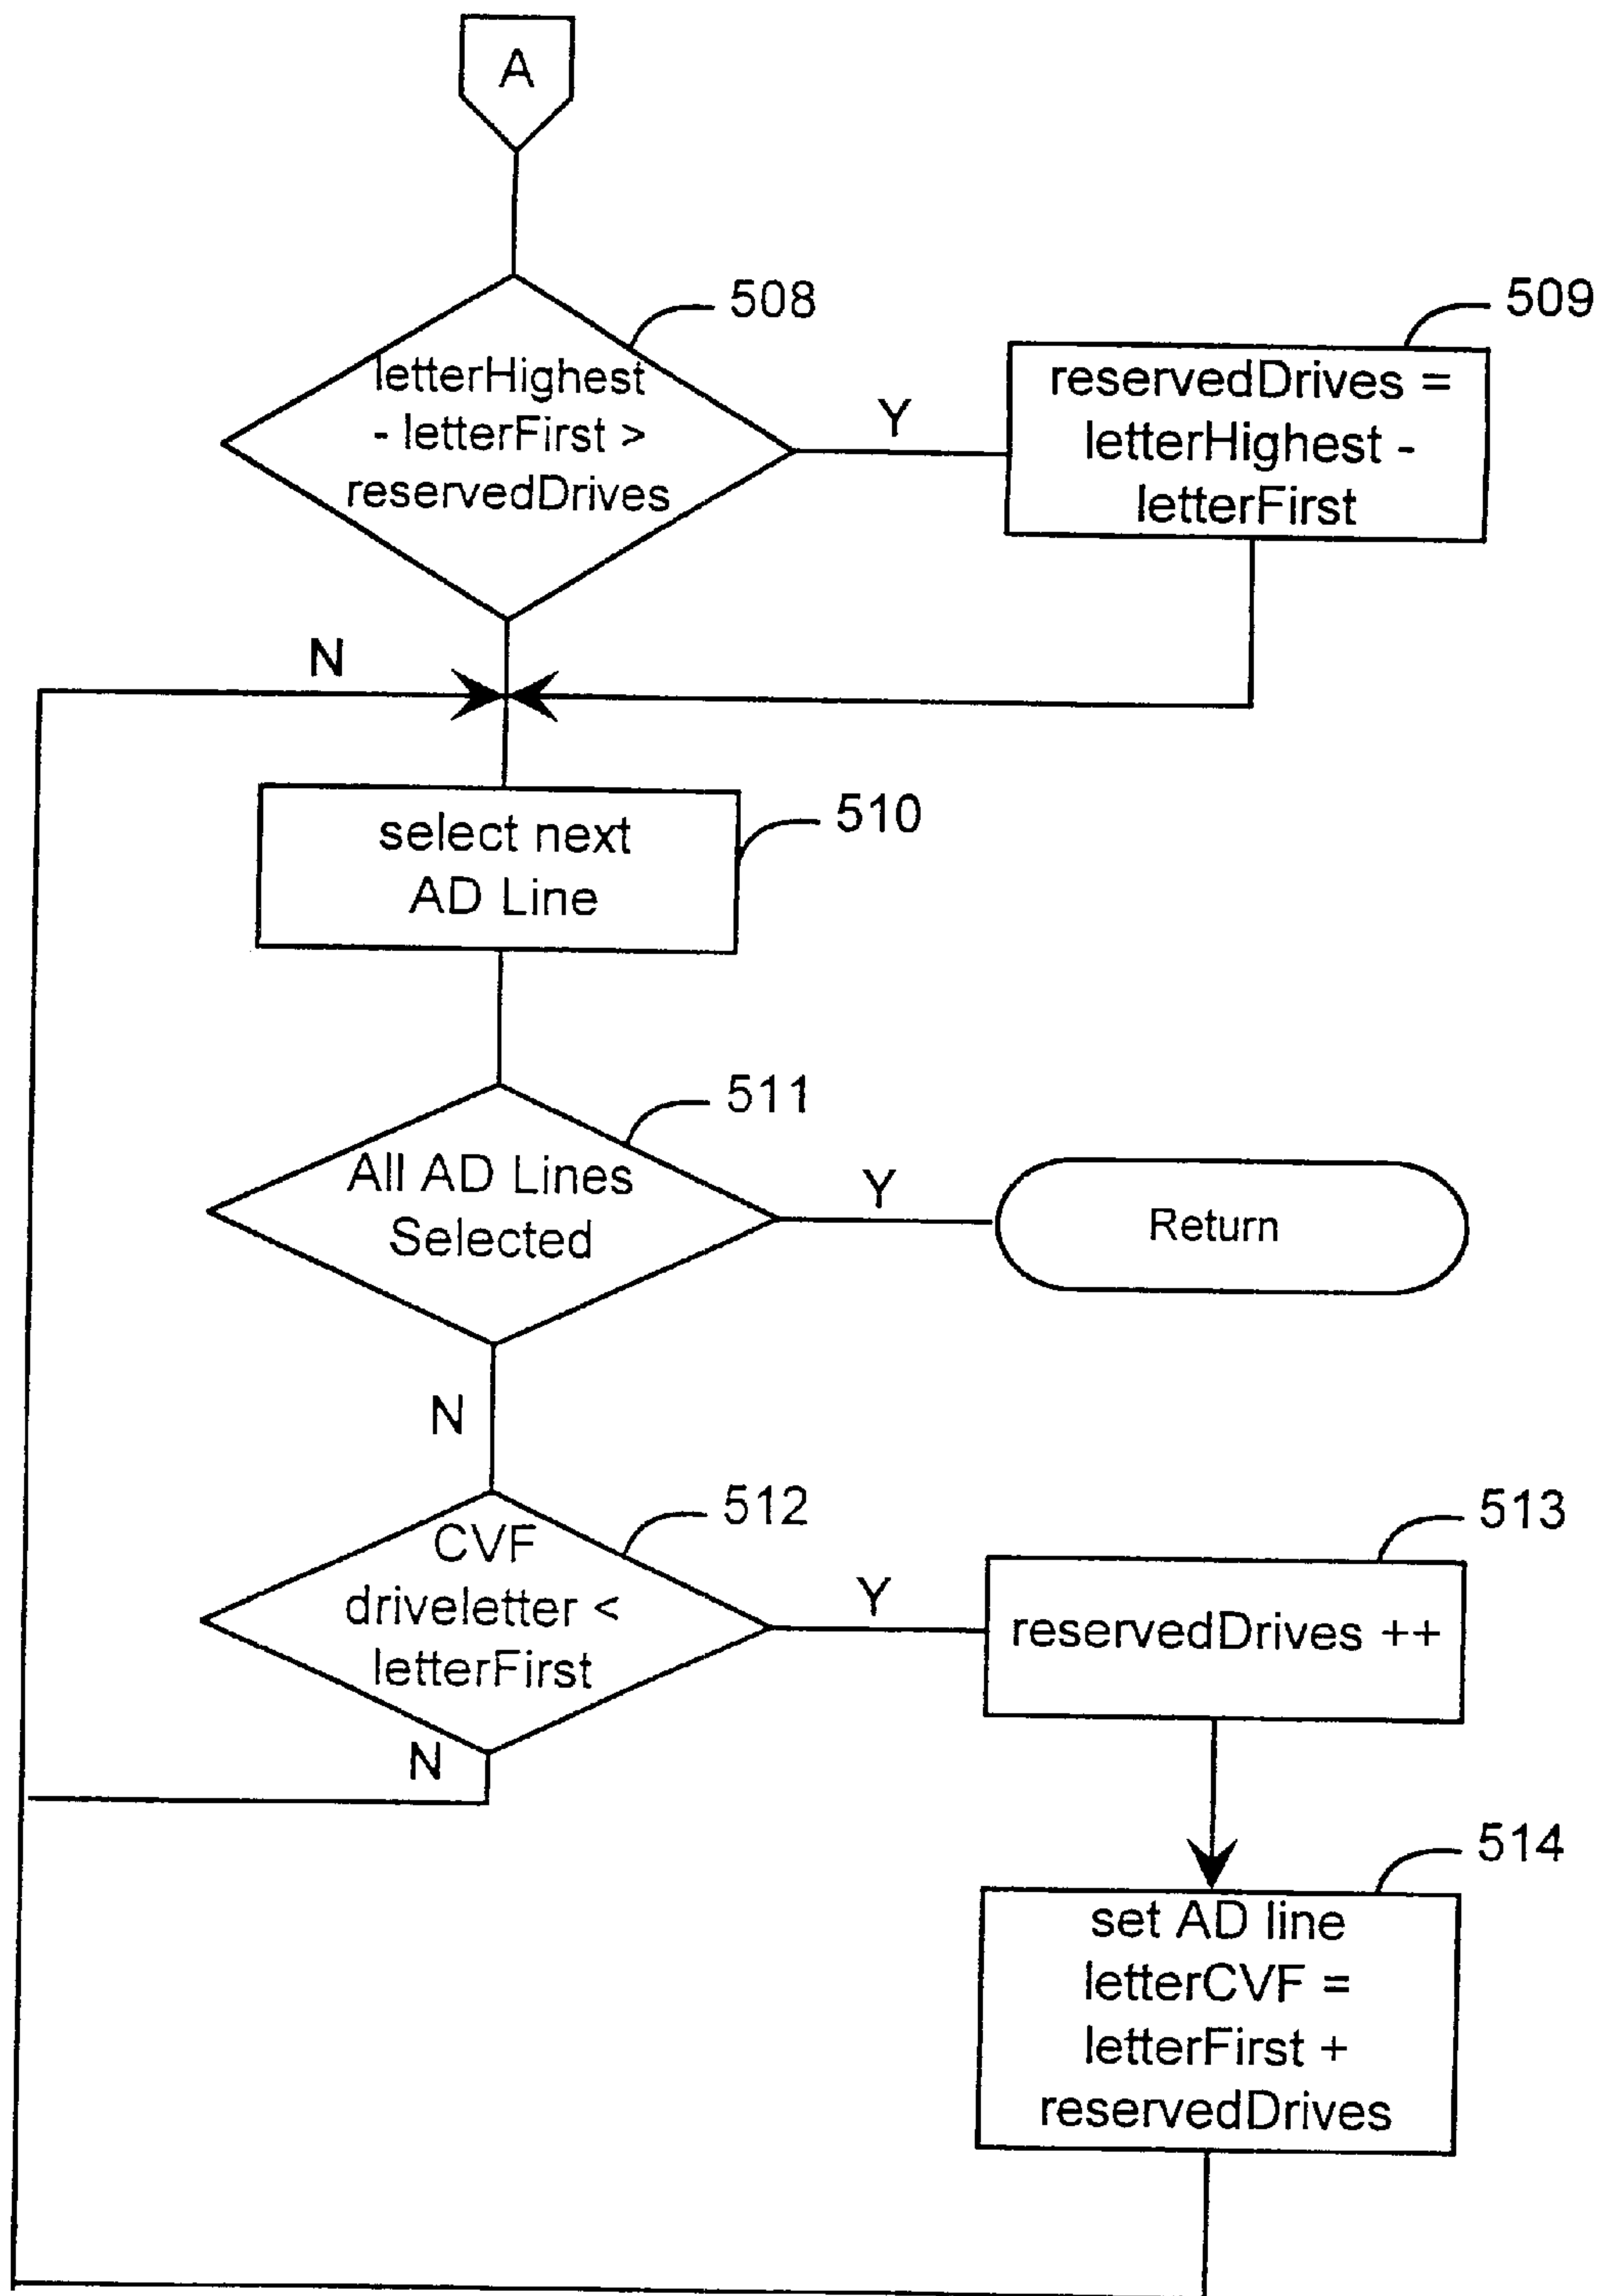 A
508
letterHighest
- letterFirst >
reservedDrives
Y
509
reservedDrives =
letterHighest -
letterFirst
N
510
select next
AD Line
511
All AD Lines
Selected
Y
Return
N
512
CVF
driveletter <
letterFirst
Y
513
reservedDrives ++
N
514
set AD line
letterCVF =
letterFirst +
reservedDrives